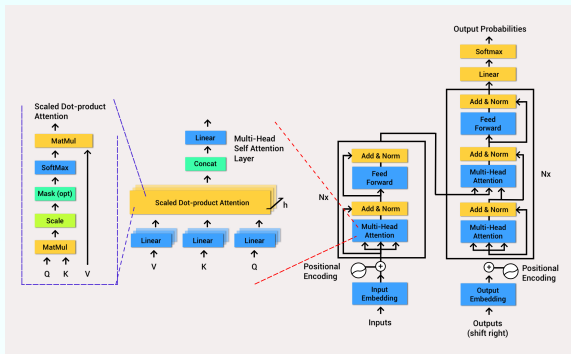 Scaled Dot-product
Attention
MatMul
SoftMax
Mask (opt)
Scale
MatMul
Q
K
V
Linear
Multi-Head
Self Attention
Layer
Concat
Scaled Dot-product Attention
h
Linear
Linear
Linear
V
K
Q
Nx
Add & Norm
Feed
Forward
Add & Norm
Multi-Head
Attention
Positional
Encoding
Input
Embedding
Inputs
Output Probabilities
Softmax
Linear
Add & Norm
Feed
Forward
Add & Norm
Multi-Head
Attention
Nx
Add & Norm
Multi-Head
Attention
Positional
Encoding
Output
Embedding
Outputs
(shift right)